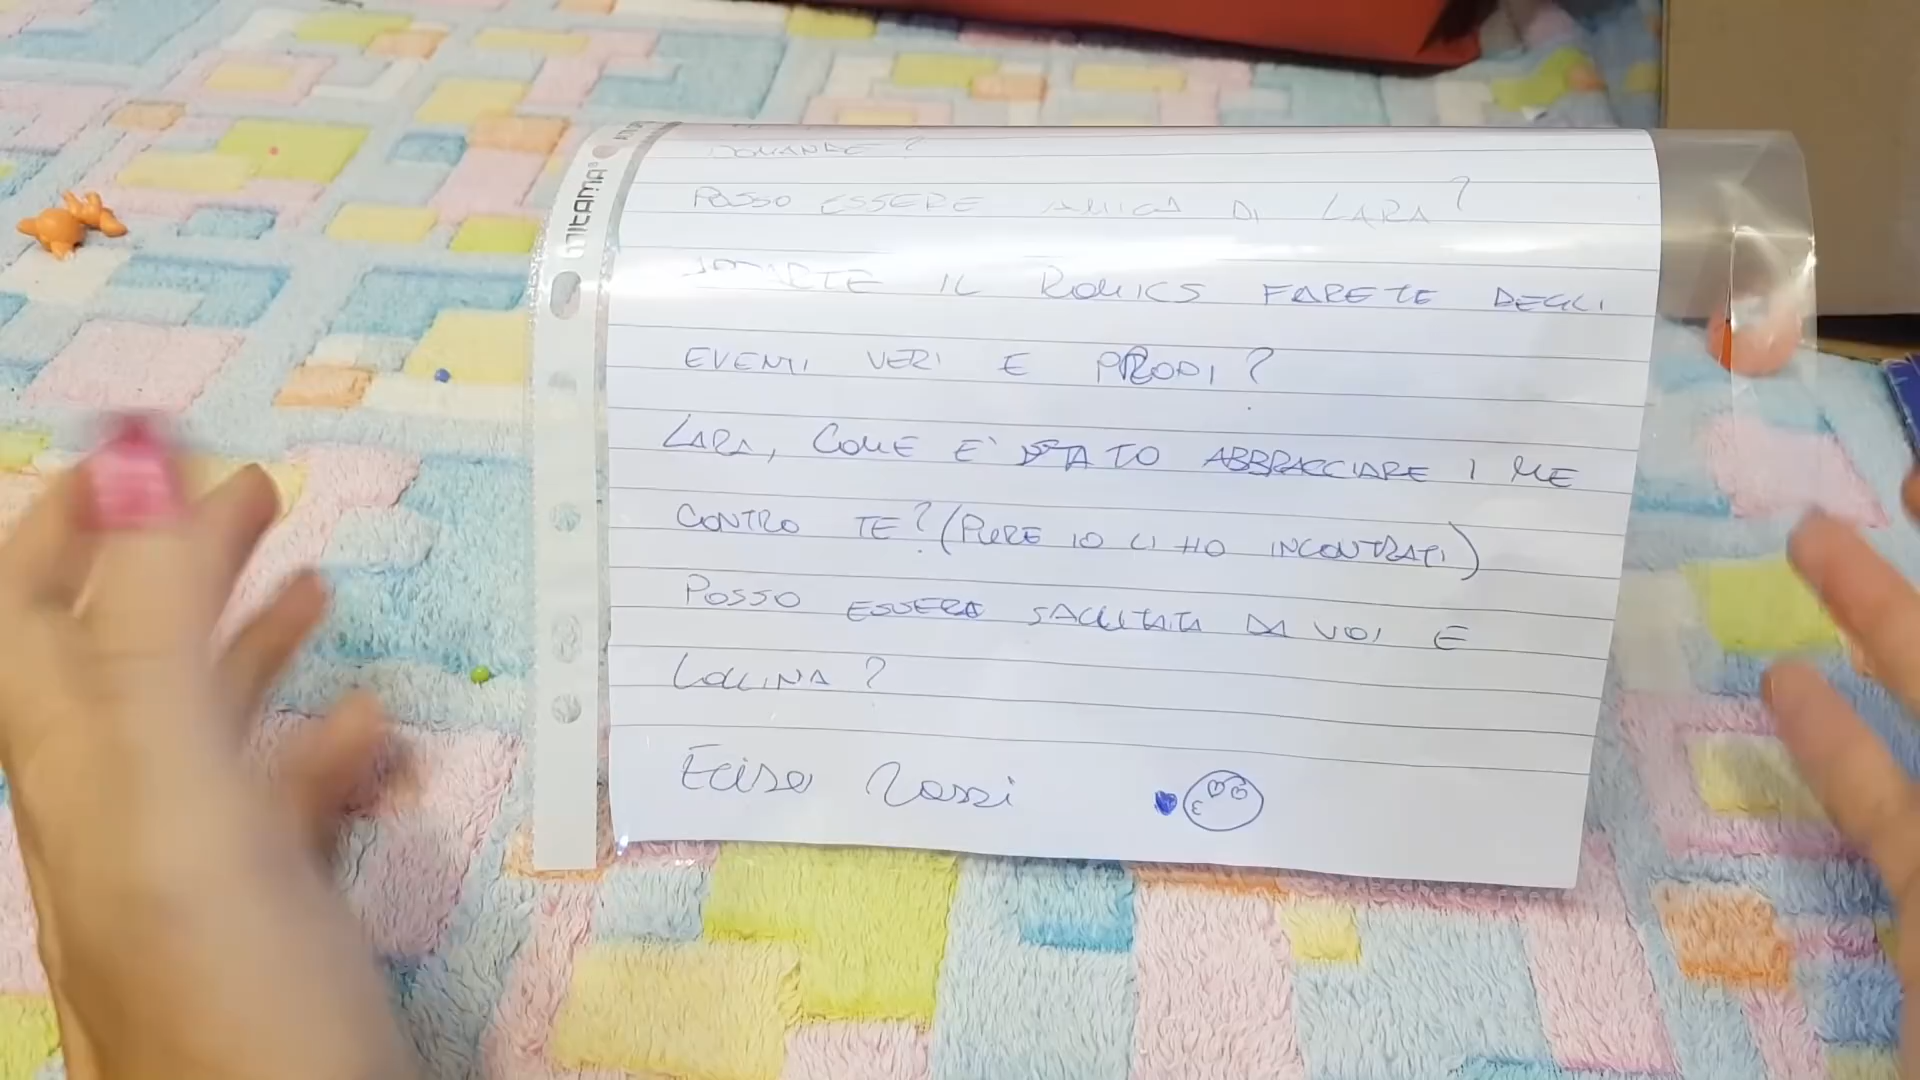 DOMANDE?
POSSO ESSERE AMICA DI LARA?
IL ROMICS FARETE DEGLI
EVENTI VERI E PRODI?
LARA, COME E' STATO ABBRACCIARE I ME
CONTRO TE? (PURE IO LI HO INCONTRATI)
POSSO ESSERE SALUTATA DA VOI E
LOLLINA?
Elisa Rossi